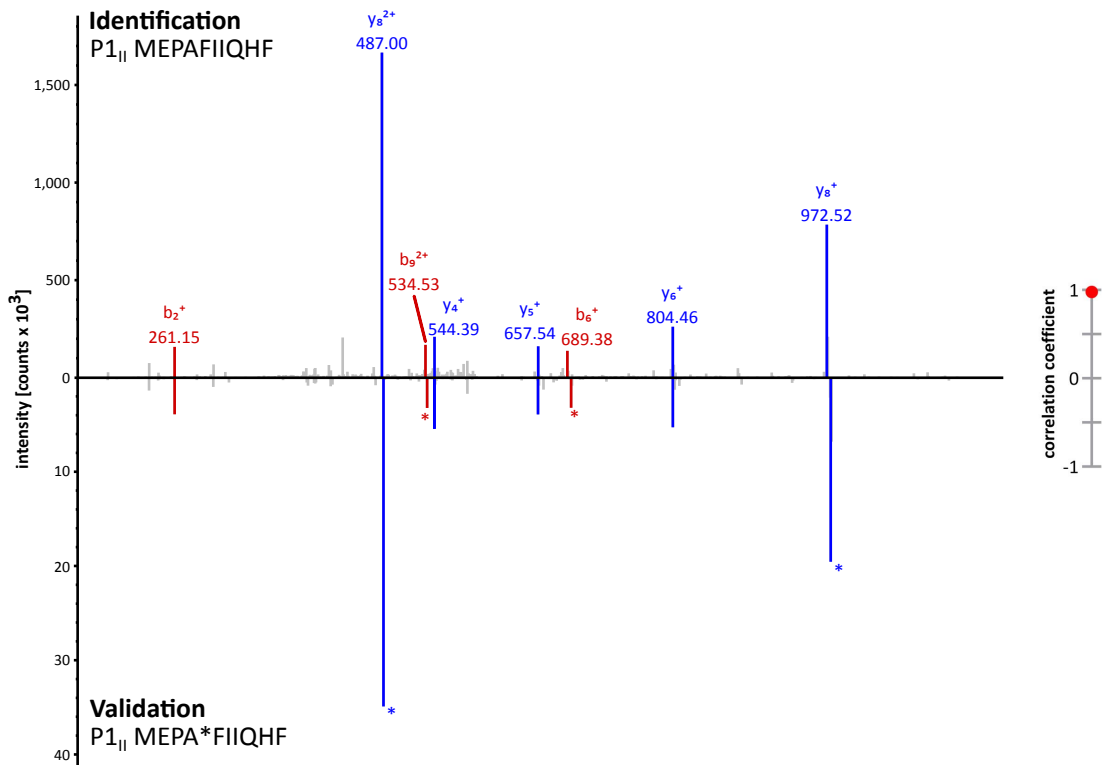 Identification
P1II MEPAFIIQHF
y₈²⁺
487.00
1,500
1,000
y₈⁺
972.52
b₉²⁺
534.53
500
b₂⁺
261.15
y₄⁺
544.39
y₅⁺
657.54
b₆⁺
689.38
y₆⁺
804.46
0
*
*
10
20
*
30
*
40
intensity [counts x 10³]
Validation
P1II MEPA*FIIQHF
correlation coefficient
1
0
-1